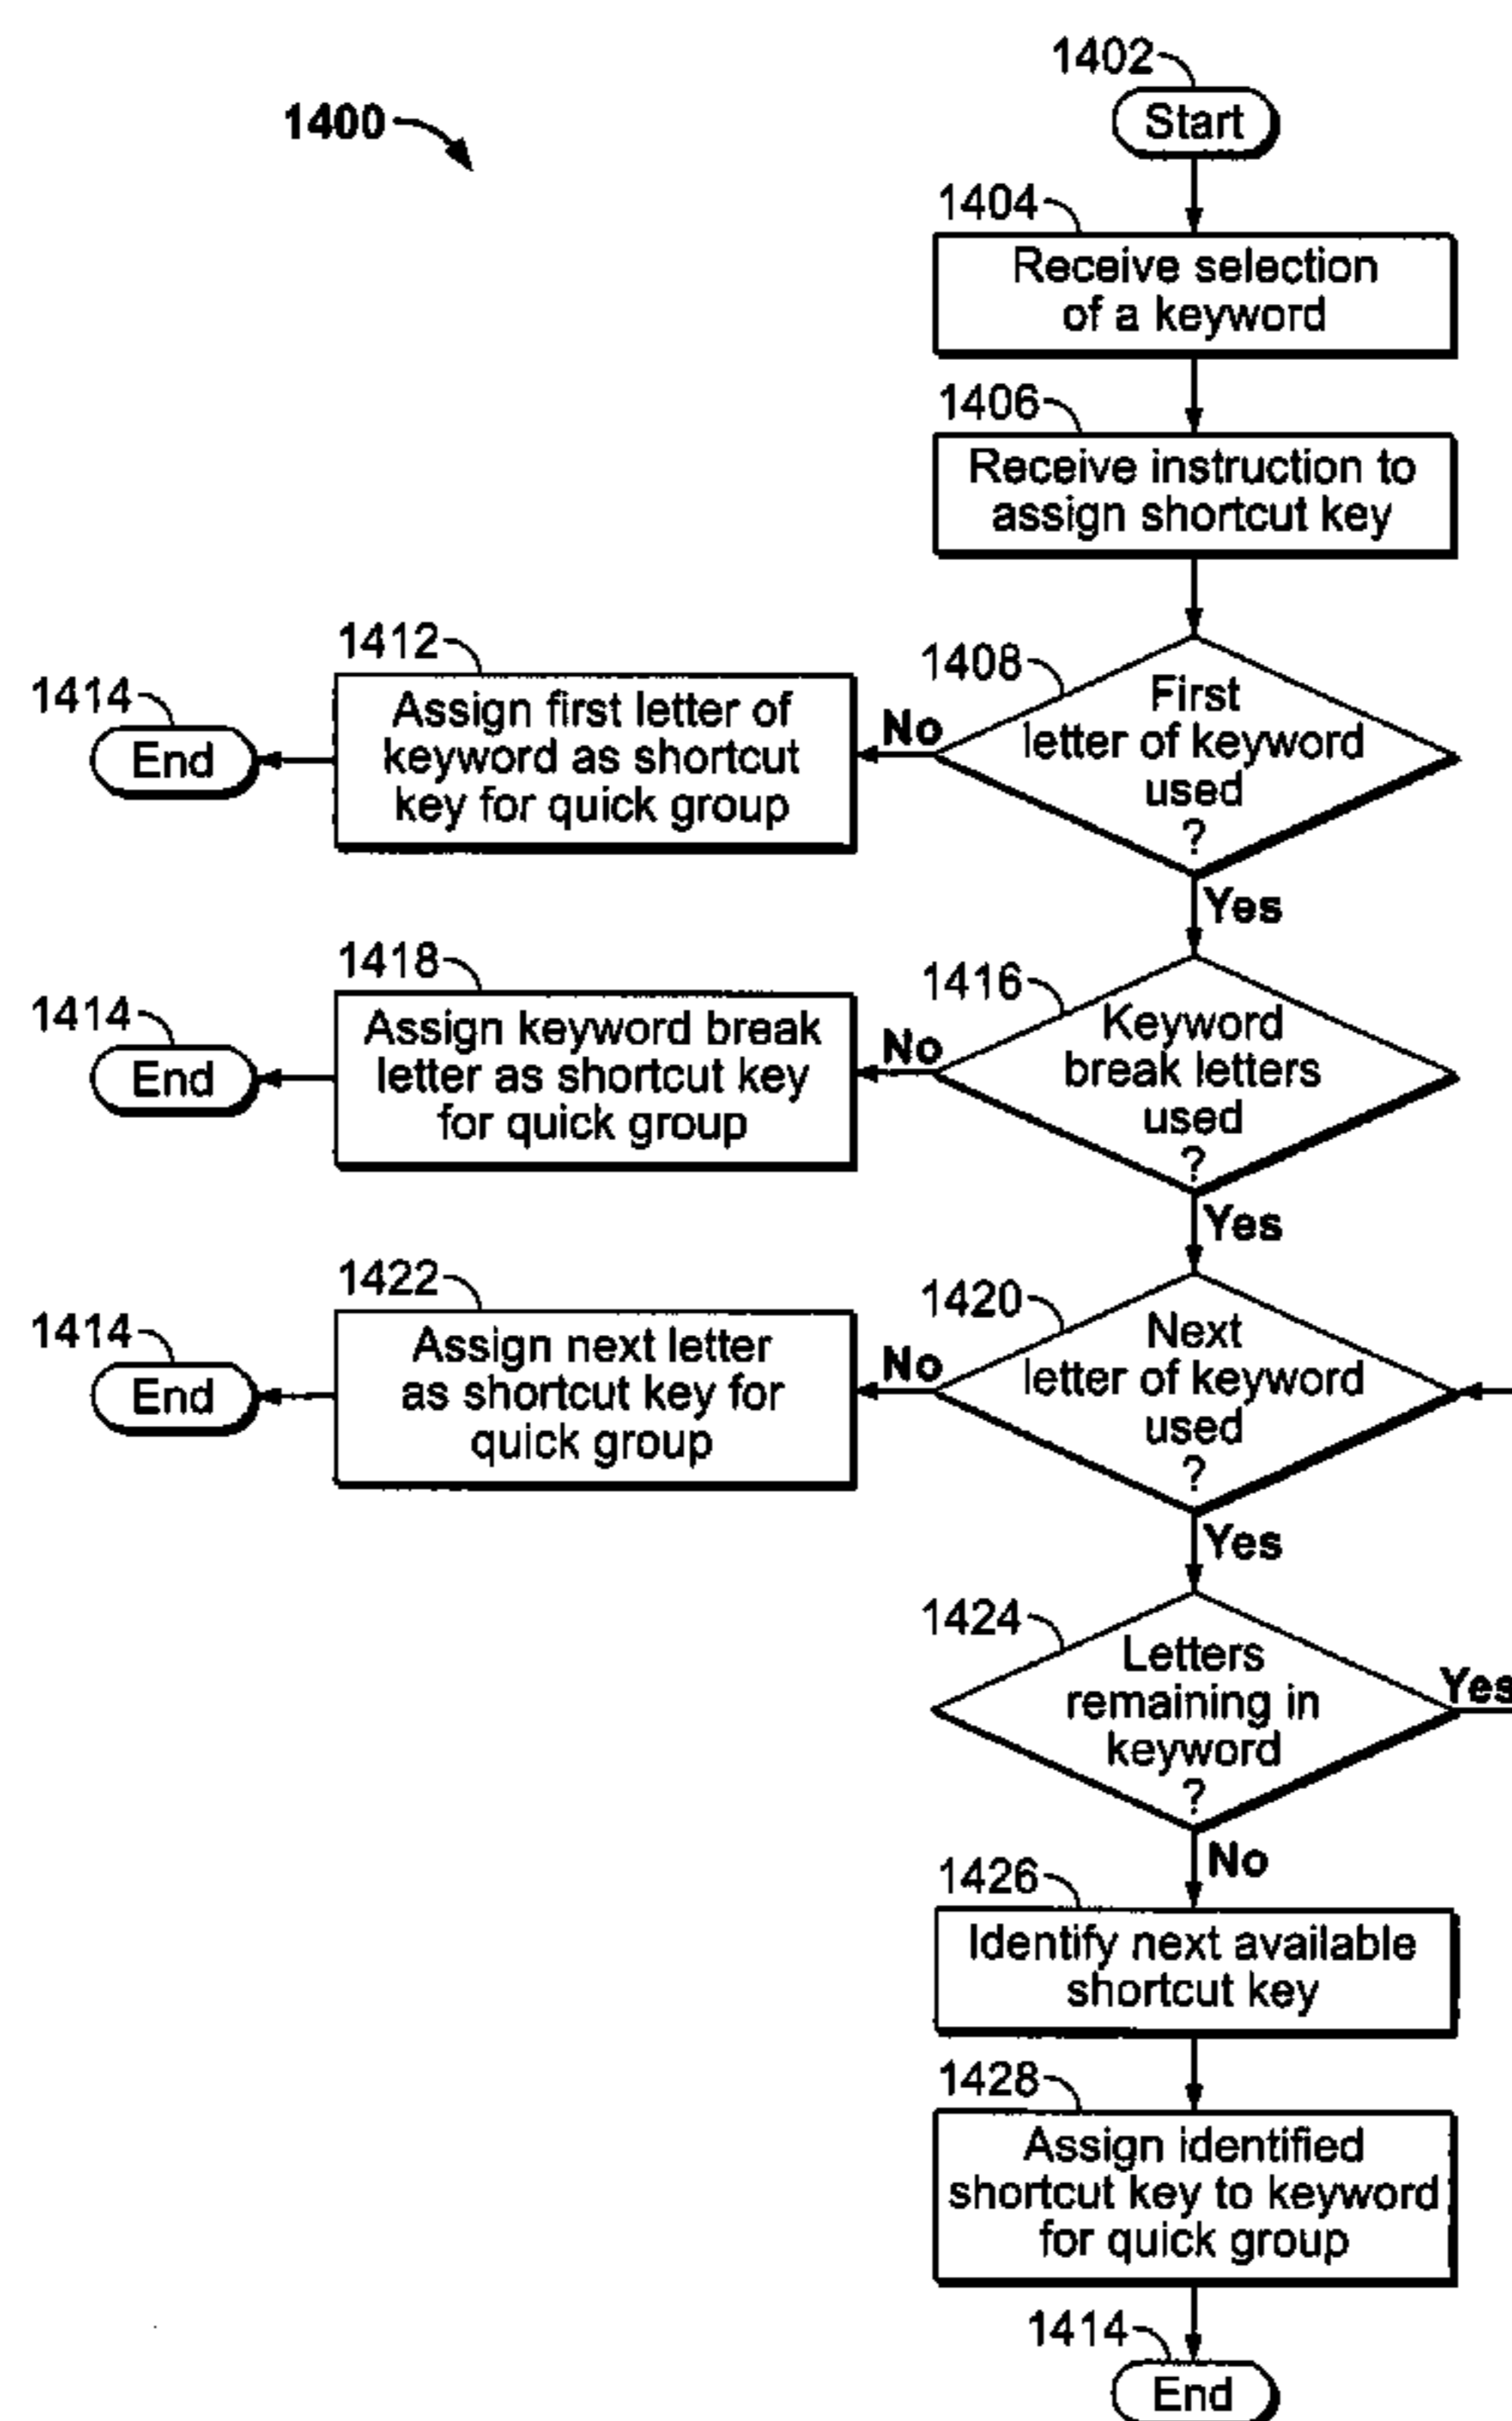 1400
1402
Start
1404
Receive selection
of a keyword
1406
Receive instruction to
assign shortcut key
1408
First
letter of keyword
used
?
No
1412
Assign first letter of
keyword as shortcut
key for quick group
1414
End
Yes
1416
Keyword
break letters
used
?
No
1418
Assign keyword break
letter as shortcut key
for quick group
1414
End
Yes
1420
Next
letter of keyword
used
?
No
1422
Assign next letter
as shortcut key for
quick group
1414
End
Yes
1424
Letters
remaining in
keyword
?
Yes
No
1426
Identify next available
shortcut key
1428
Assign identified
shortcut key to keyword
for quick group
1414
End